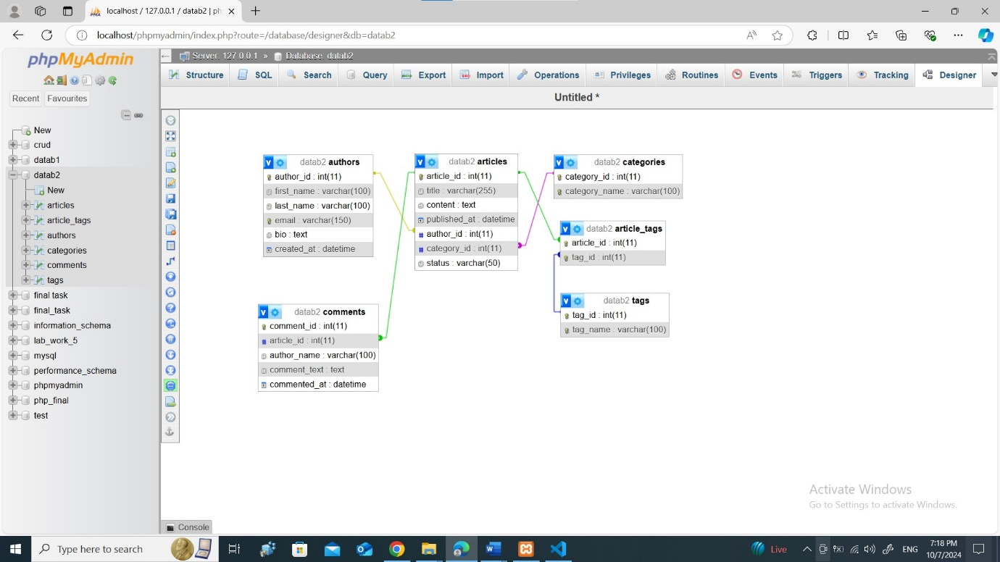 localhost / 127.0.0.1 / datab2 | ph
localhost/phpmyadmin/index.php?route=/database/designer&db=datab2
phpMyAdmin
Recent Favourites
New
crud
datab1
datab2
New
articles
article_tags
authors
categories
comments
tags
final task
final_task
information_schema
lab_work_5
mysql
performance_schema
phpmyadmin
php_final
test
Server: 127.0.0.1 » Database: datab2
Structure SQL Search Query Export Import Operations Privileges Routines Events Triggers Tracking Designer
Untitled *
v datab2 authors
author_id : int(11)
first_name : varchar(100)
last_name : varchar(100)
email : varchar(150)
bio : text
created_at : datetime
v datab2 articles
article_id : int(11)
title : varchar(255)
content : text
published_at : datetime
# author_id : int(11)
# category_id : int(11)
status : varchar(50)
v datab2 categories
category_id : int(11)
category_name : varchar(100)
v datab2 article_tags
article_id : int(11)
tag_id : int(11)
v datab2 tags
tag_id : int(11)
tag_name : varchar(100)
v datab2 comments
comment_id : int(11)
# article_id : int(11)
author_name : varchar(100)
comment_text : text
commented_at : datetime
Console
Activate Windows
Go to Settings to activate Windows.
Type here to search
Live
ENG
7:18 PM
10/7/2024